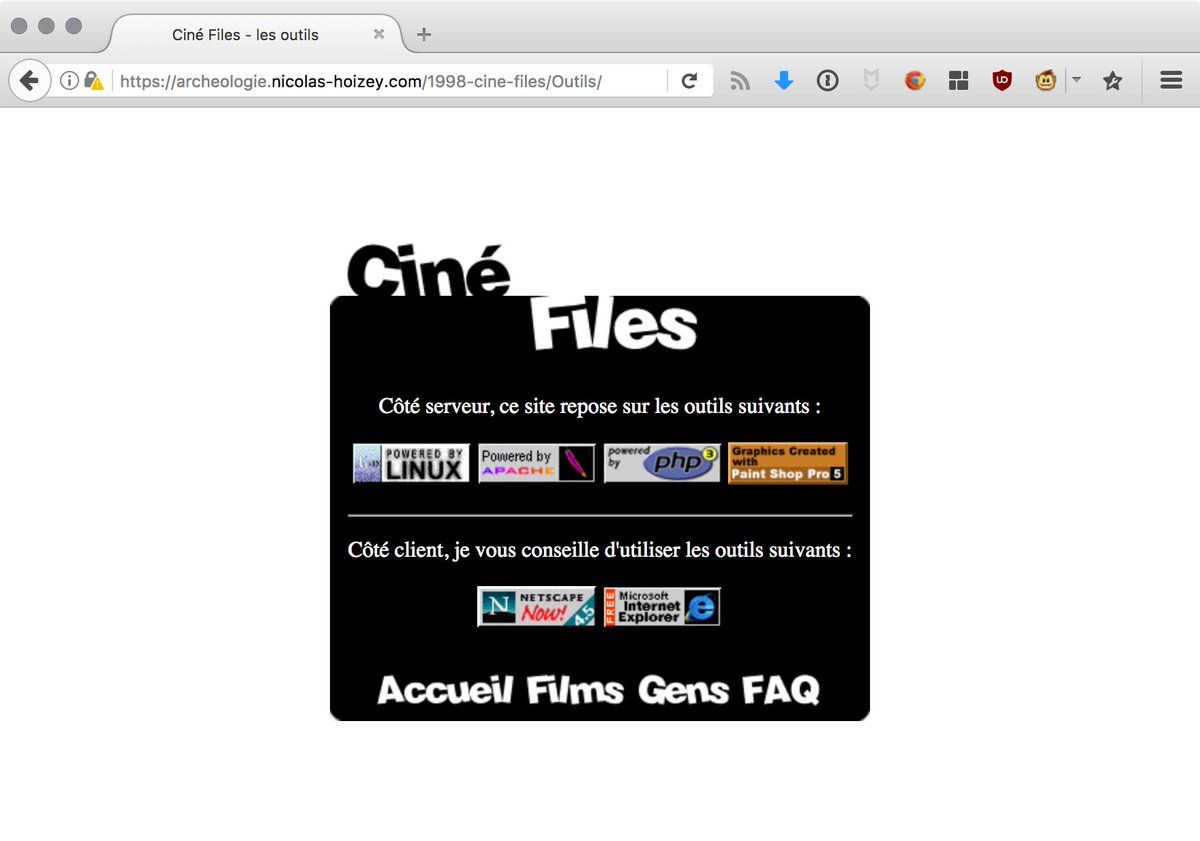 Ciné Files - les outils
https://archeologie.nicolas-hoizey.com/1998-cine-files/Outils/
Ciné
Files
Côté serveur, ce site repose sur les outils suivants :
POWERED BY
LINUX
Powered by
APACHE
powered
by
php 3
Graphics Created
with
Paint Shop Pro 5
Côté client, je vous conseille d'utiliser les outils suivants :
N
NETSCAPE
Now! 4.5
FREE
Microsoft
Internet
Explorer
Accueil Films Gens FAQ